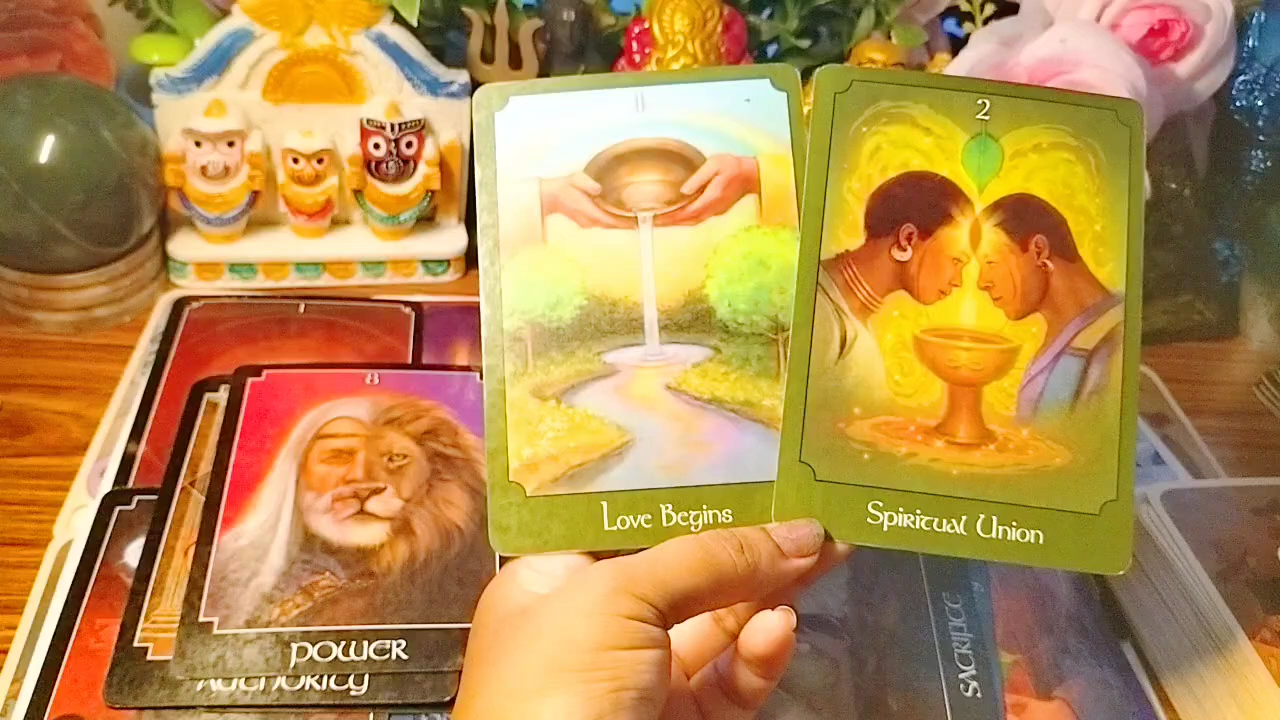 2
Love Begins
Spiritual Union
8
POWER
AUTHORITY
SACRIFICE